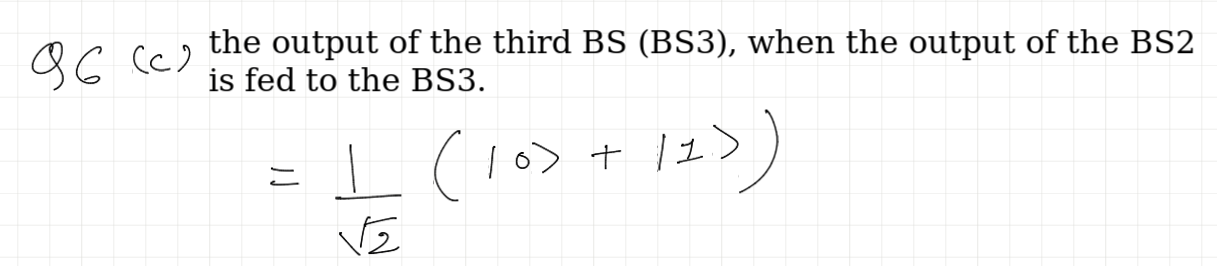 Q6 (c) the output of the third BS (BS3), when the output of the BS2
is fed to the BS3.
= 1/√2 (|0> + |1>)